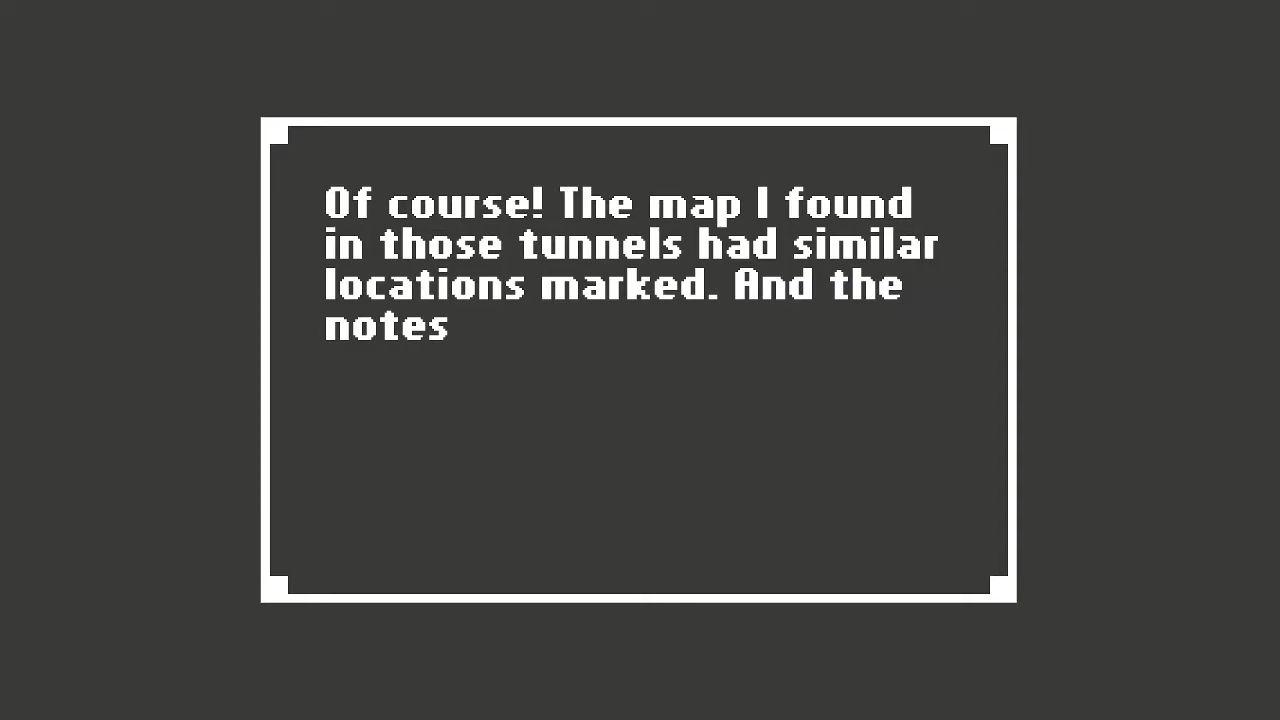 Of course! The map I found
in those tunnels had similar
locations marked. And the
notes